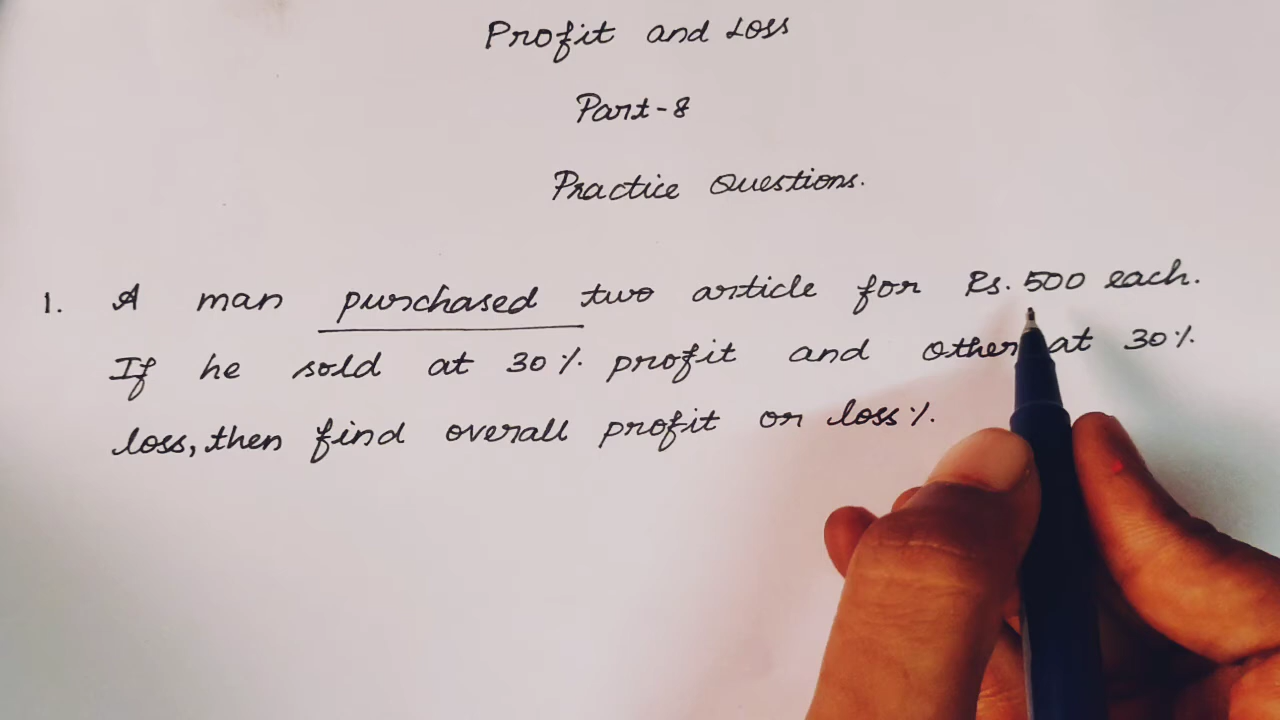 Profit and Loss
Part-8
Practice Questions.
1. A man purchased two article for Rs. 500 each.
If he sold at 30% profit and other at 30%
loss, then find overall profit or loss%.